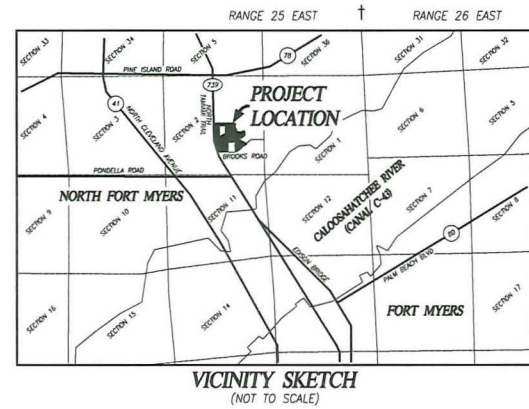 RANGE 25 EAST
RANGE 26 EAST
SECTION 33
SECTION 34
SECTION 5
SECTION 36
SECTION 31
SECTION 32
78
PINE ISLAND ROAD
739
41
PROJECT
LOCATION
SECTION 4
SECTION 3
SECTION 2
SECTION 1
SECTION 6
SECTION 5
NORTH CLEVELAND AVENUE
NORTH
TAMIAMI TRAIL
BROOKS ROAD
PONDELLA ROAD
NORTH FORT MYERS
CALOOSAHATCHEE RIVER
(CANAL C-43)
SECTION 9
SECTION 10
SECTION 11
SECTION 12
SECTION 7
SECTION 8
80
EDISON BRIDGE
PALM BEACH BLVD
FORT MYERS
SECTION 16
SECTION 15
SECTION 14
SECTION 17
VICINITY SKETCH
(NOT TO SCALE)